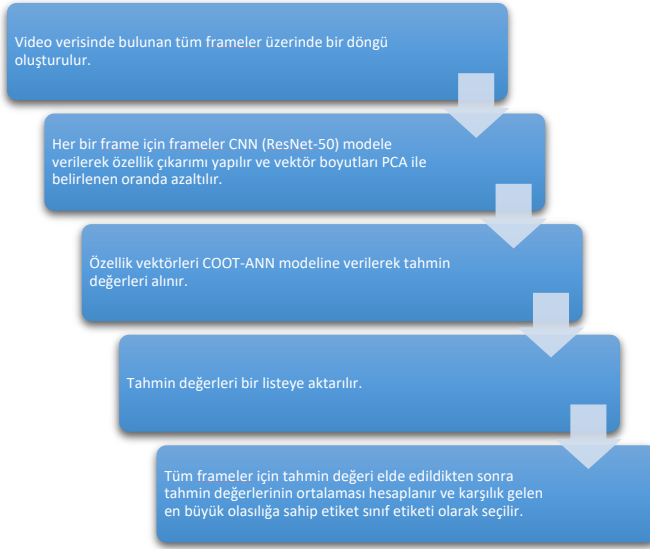 Video verisinde bulunan tüm frameler üzerinde bir döngü
oluşturulur.
Her bir frame için frameler CNN (ResNet-50) modele
verilerek özellik çıkarımı yapılır ve vektör boyutları PCA ile
belirlenen oranda azaltılır.
Özellik vektörleri COOT-ANN modeline verilerek tahmin
değerleri alınır.
Tahmin değerleri bir listeye aktarılır.
Tüm frameler için tahmin değeri elde edildikten sonra
tahmin değerlerinin ortalaması hesaplanır ve karşılık gelen
en büyük olasılığa sahip etiket sınıf etiketi olarak seçilir.